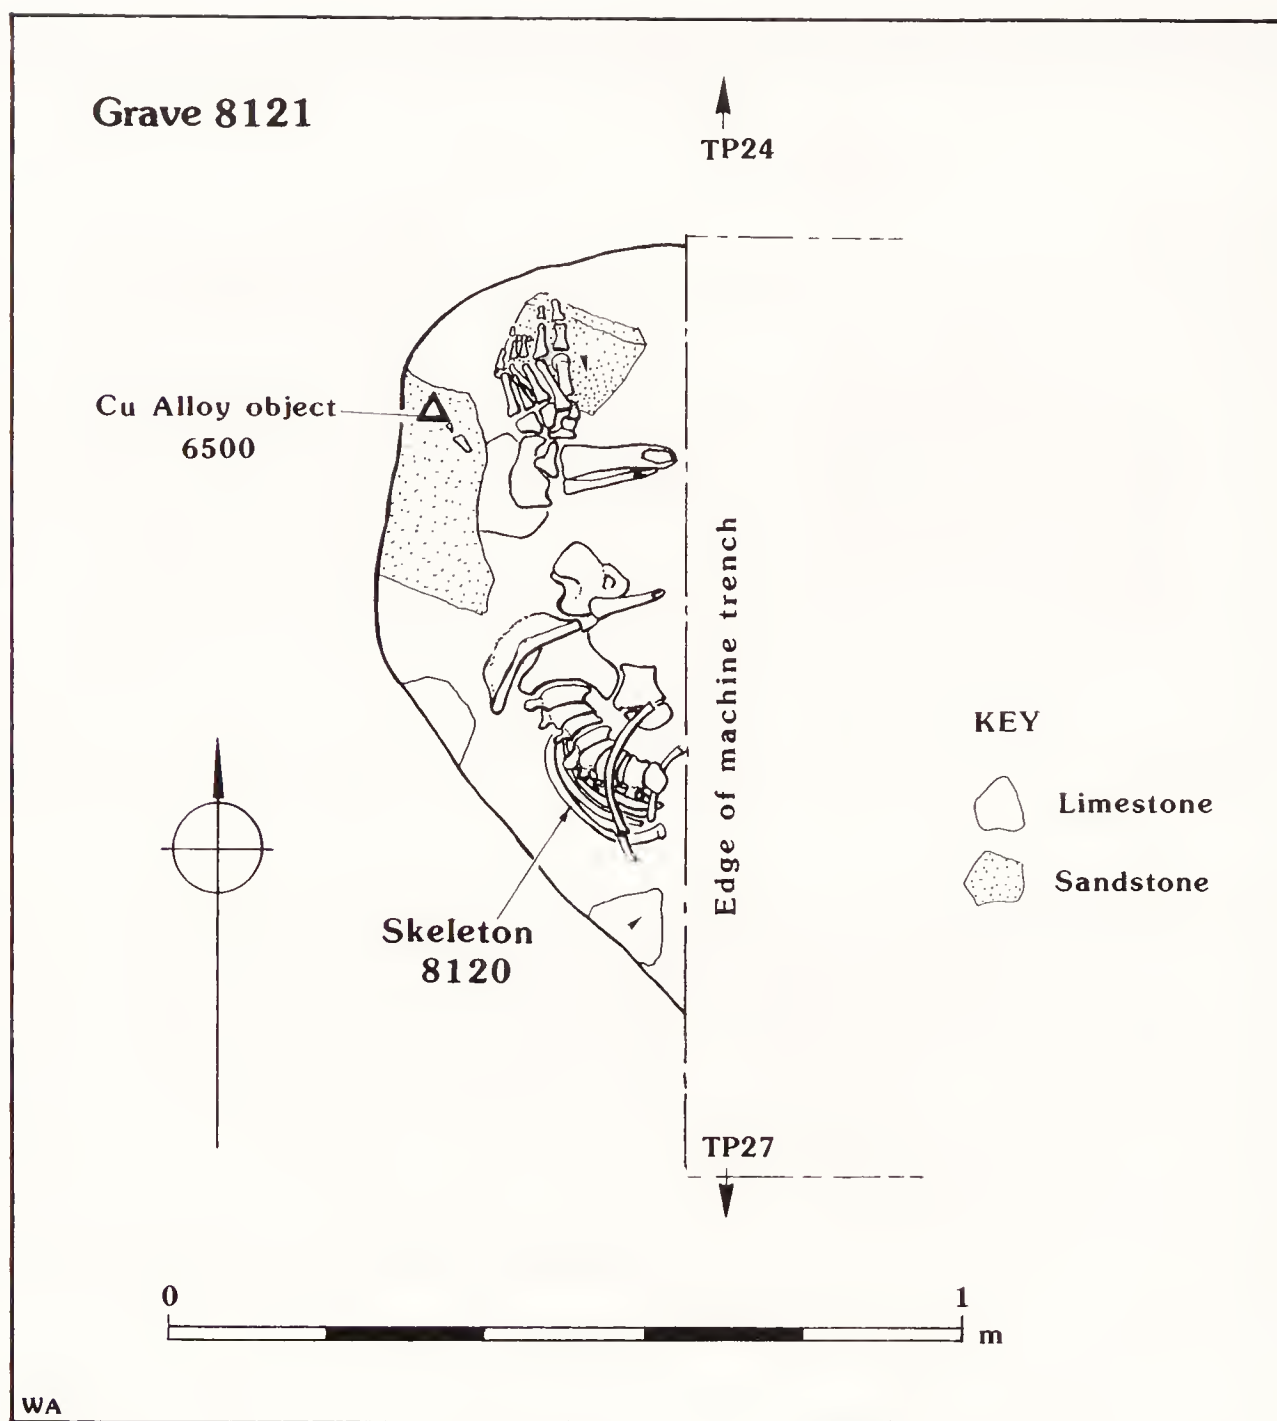 Grave 8121
TP24
Cu Alloy object
6500
Edge of machine trench
KEY
Limestone
Sandstone
Skeleton
8120
TP27
0 1
m
WA